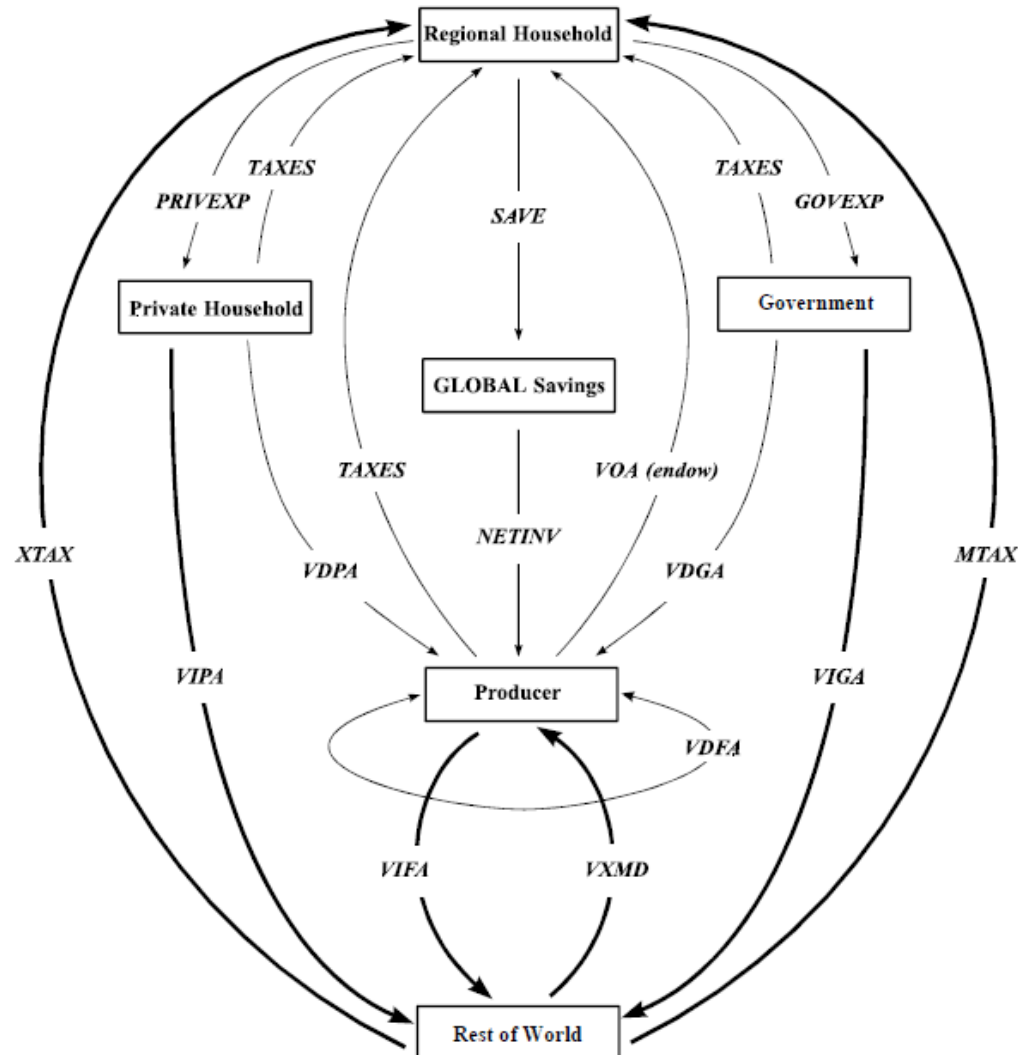 Regional Household
TAXES
TAXES
PRIVEXP
GOVEXP
SAVE
Private Household
Government
GLOBAL Savings
TAXES
VOA (endow)
NETINV
XTAX
MTAX
VDPA
VDGA
VIPA
VIGA
Producer
VDFA
VIFA
VXMD
Rest of World